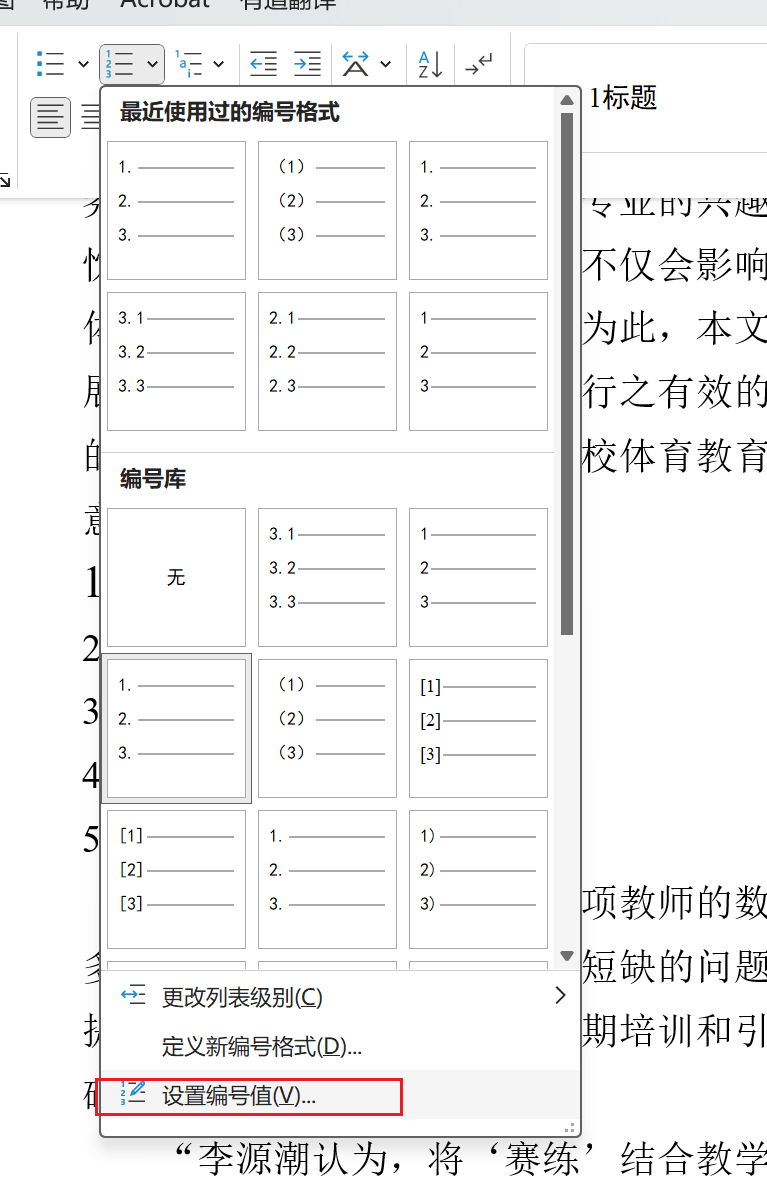 帮助 Acrobat 有道翻译
1标题
最近使用过的编号格式
1.
2.
3.
(1)
(2)
(3)
1.
2.
3.
3.1
3.2
3.3
2.1
2.2
2.3
1
2
3
编号库
无
3.1
3.2
3.3
1
2
3
1.
2.
3.
(1)
(2)
(3)
[1]
[2]
[3]
[1]
[2]
[3]
1.
2.
3.
1)
2)
3)
更改列表级别(C)
定义新编号格式(D)...
设置编号值(V)...
专业的兴趣
不仅会影响
为此，本文
行之有效的
校体育教育
1
2
3
4
5
项教师的数
短缺的问题
期培训和引
“李源潮认为，将‘赛练’结合教学